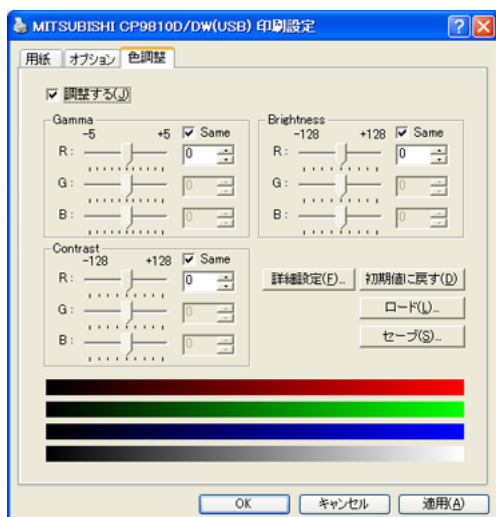 MITSUBISHI CP9810D/DW(USB) 印刷設定
用紙 オプション 色調整
調整する(J)
Gamma
-5 +5 Same
R: 0
G: 0
B: 0
Brightness
-128 +128 Same
R: 0
G: 0
B: 0
Contrast
-128 +128 Same
R: 0
G: 0
B: 0
詳細設定(F)... 初期値に戻す(D)
ロード(L)...
セーブ(S)...
OK キャンセル 適用(A)